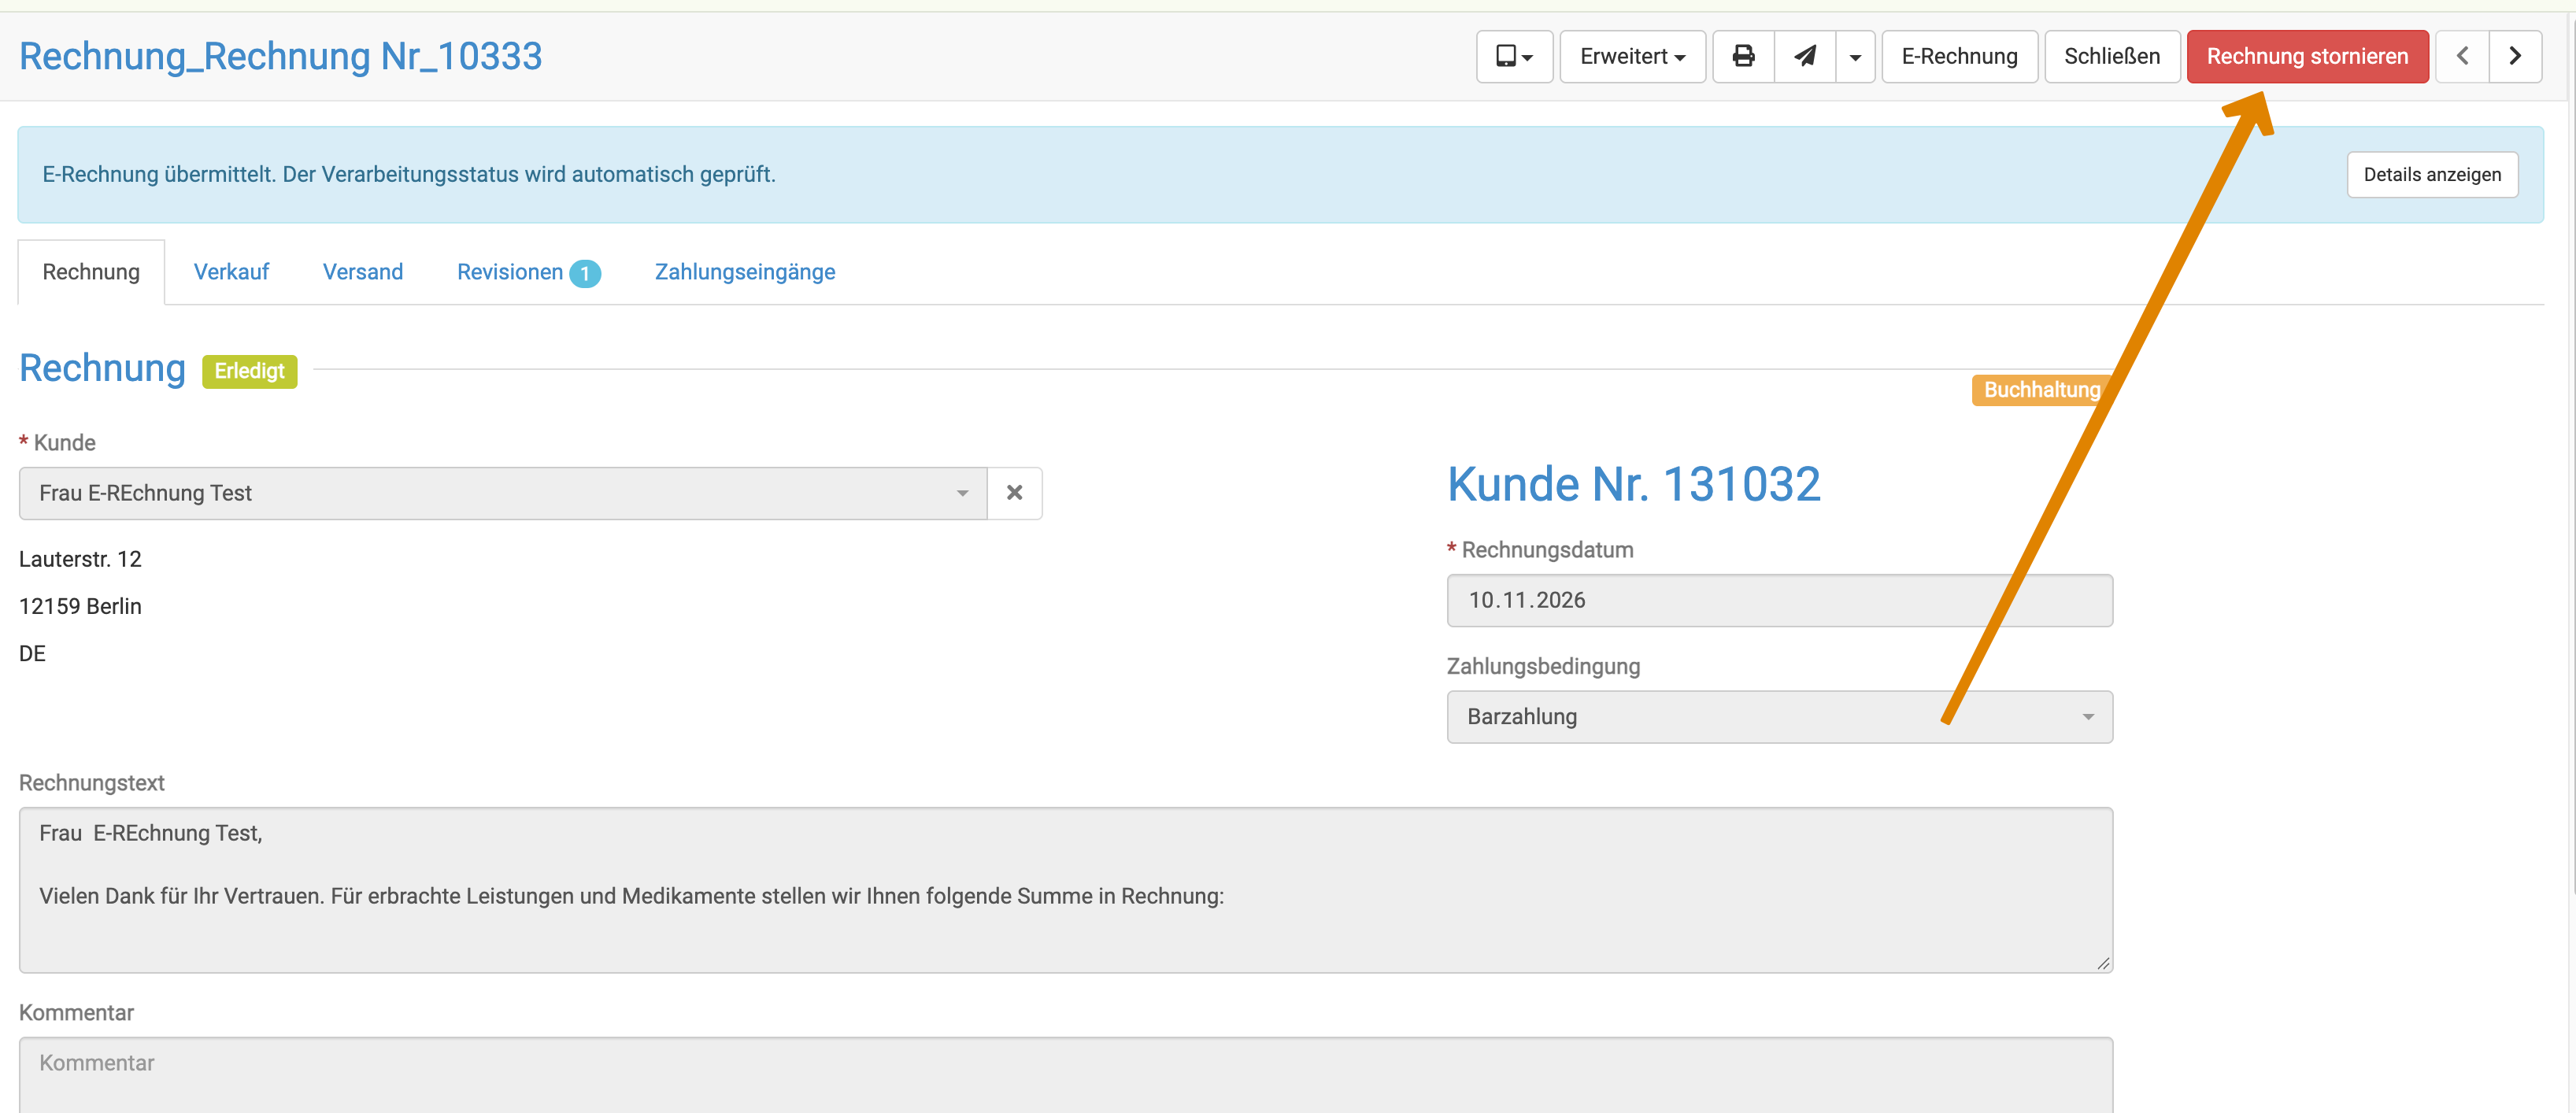 Rechnung_Rechnung Nr_10333
Erweitert
E-Rechnung
Schließen
Rechnung stornieren
E-Rechnung übermittelt. Der Verarbeitungsstatus wird automatisch geprüft.
Details anzeigen
Rechnung
Verkauf
Versand
Revisionen 1
Zahlungseingänge
Rechnung Erledigt
Buchhaltung
* Kunde
Frau E-REchnung Test
Lauterstr. 12
12159 Berlin
DE
Kunde Nr. 131032
* Rechnungsdatum
10.11.2026
Zahlungsbedingung
Barzahlung
Rechnungstext
Frau  E-REchnung Test,
Vielen Dank für Ihr Vertrauen. Für erbrachte Leistungen und Medikamente stellen wir Ihnen folgende Summe in Rechnung:
Kommentar
Kommentar